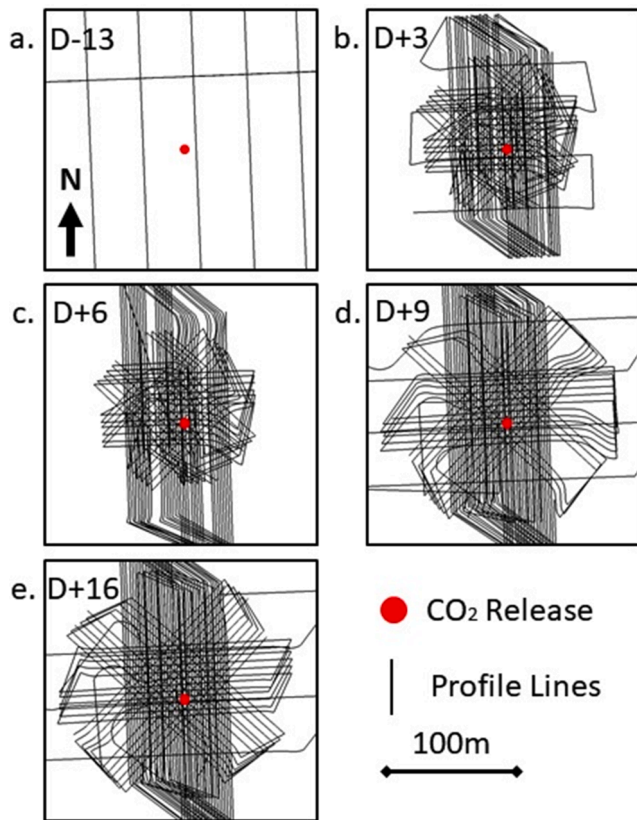 a. D-13
N
b. D+3
c. D+6
d. D+9
e. D+16
CO₂ Release
Profile Lines
100m